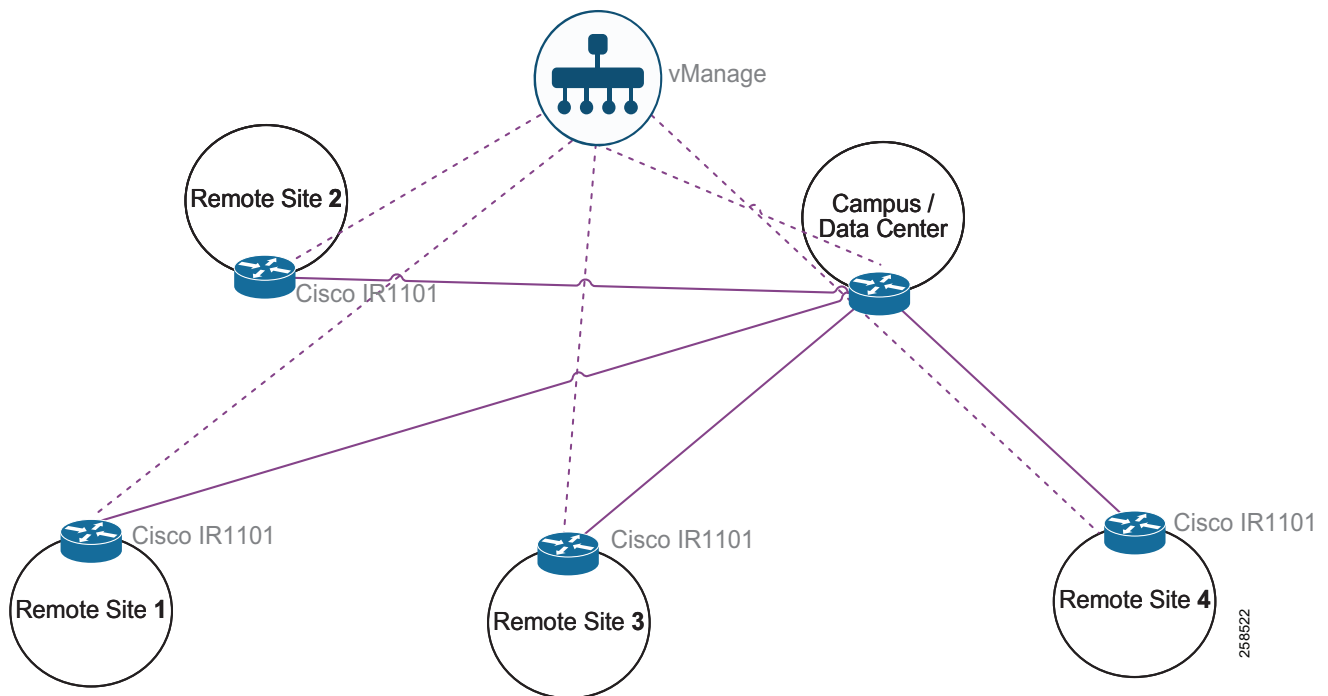 vManage
Remote Site 2
Campus /
Data Center
Cisco IR1101
Cisco IR1101
Cisco IR1101
Cisco IR1101
Remote Site 1
Remote Site 3
Remote Site 4
258522